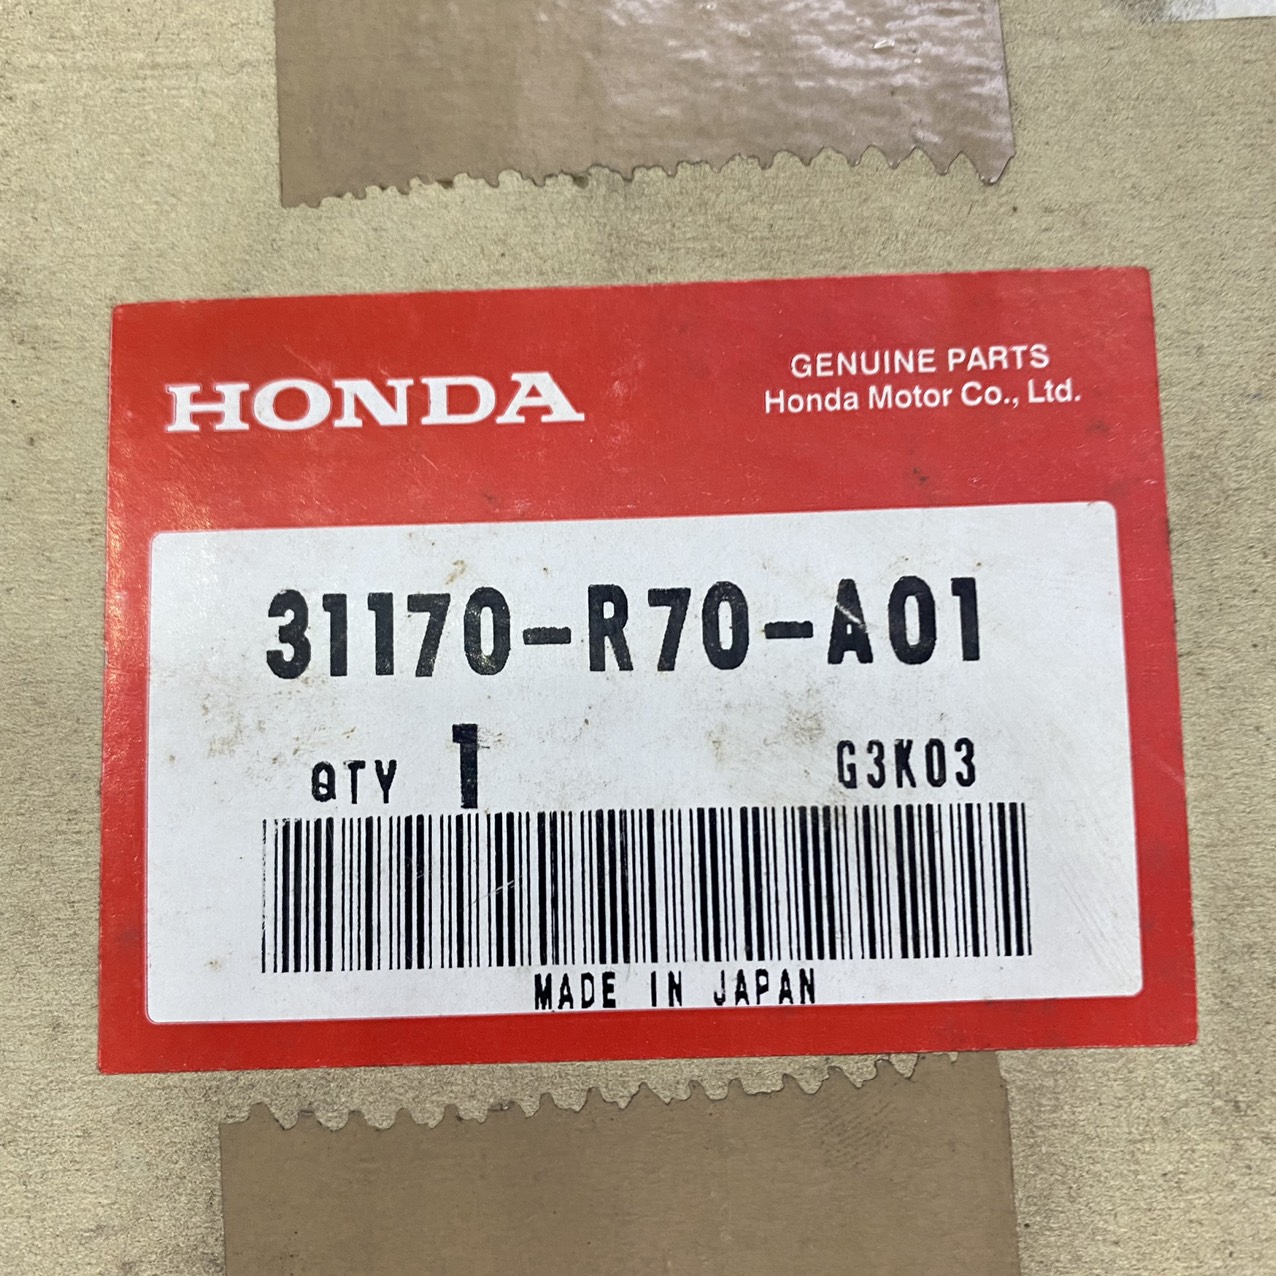 HONDA
GENUINE PARTS
Honda Motor Co., Ltd.
31170-R70-A01
QTY 1 G3K03
MADE IN JAPAN